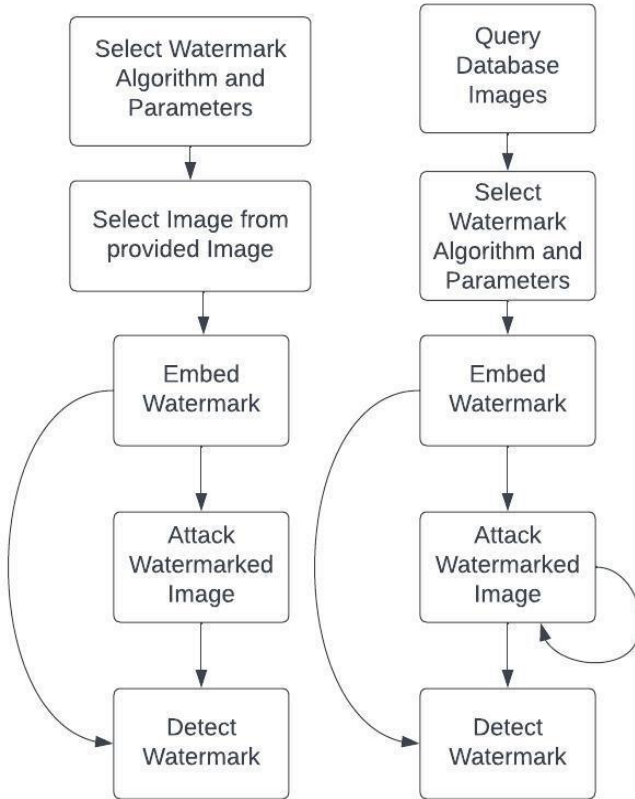 Select Watermark
Algorithm and
Parameters
Select Image from
provided Image
Embed
Watermark
Attack
Watermarked
Image
Detect
Watermark
Query
Database
Images
Select
Watermark
Algorithm and
Parameters
Embed
Watermark
Attack
Watermarked
Image
Detect
Watermark